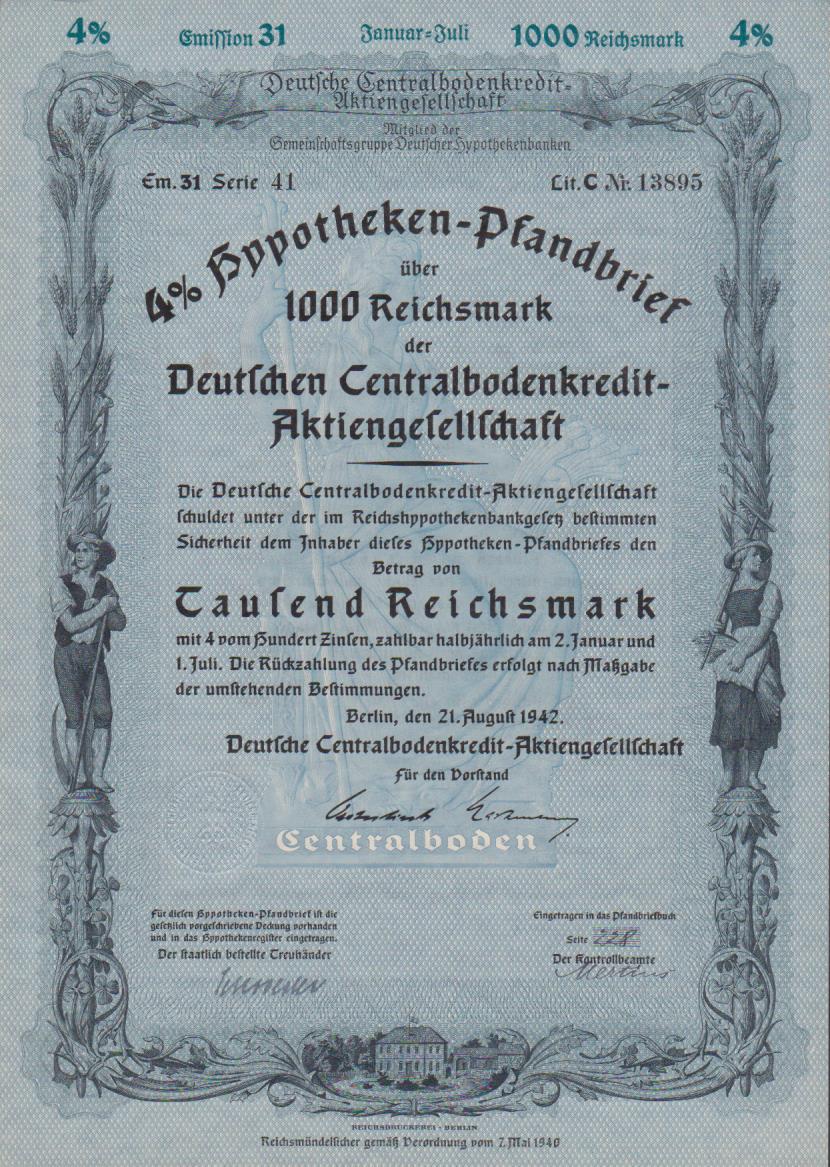 4% Emission 31 Januar-Juli 1000 Reichsmark 4%
Deutsche Centralbodenkredit-
Aktiengesellschaft
Mitglied der
Gemeinschaftsgruppe Deutscher Hypothekenbanken
Em. 31 Serie 41 Lit. C Nr. 13895
4% Hypotheken-Pfandbrief
über
1000 Reichsmark
der
Deutschen Centralbodenkredit-
Aktiengesellschaft
Die Deutsche Centralbodenkredit-Aktiengesellschaft
schuldet unter der im Reichshypothekenbankgesetz bestimmten
Sicherheit dem Inhaber dieses Hypotheken-Pfandbriefes den
Betrag von
Tausend Reichsmark
mit 4 vom Hundert Zinsen, zahlbar halbjährlich am 2. Januar und
1. Juli. Die Rückzahlung des Pfandbriefes erfolgt nach Maßgabe
der umstehenden Bestimmungen.
Berlin, den 21. August 1942.
Deutsche Centralbodenkredit-Aktiengesellschaft
Für den Vorstand
Centralboden
Für diesen Hypotheken-Pfandbrief ist die
gesetzlich vorgeschriebene Deckung vorhanden
und in das Hypothekenregister eingetragen.
Der staatlich bestellte Treuhänder
Eingetragen in das Pfandbriefbuch
Seite 228
Der Kontrollbeamte
Mertins
REICHSDRUCKEREI · BERLIN
Reichsmündelsicher gemäß Verordnung vom 7. Mai 1940